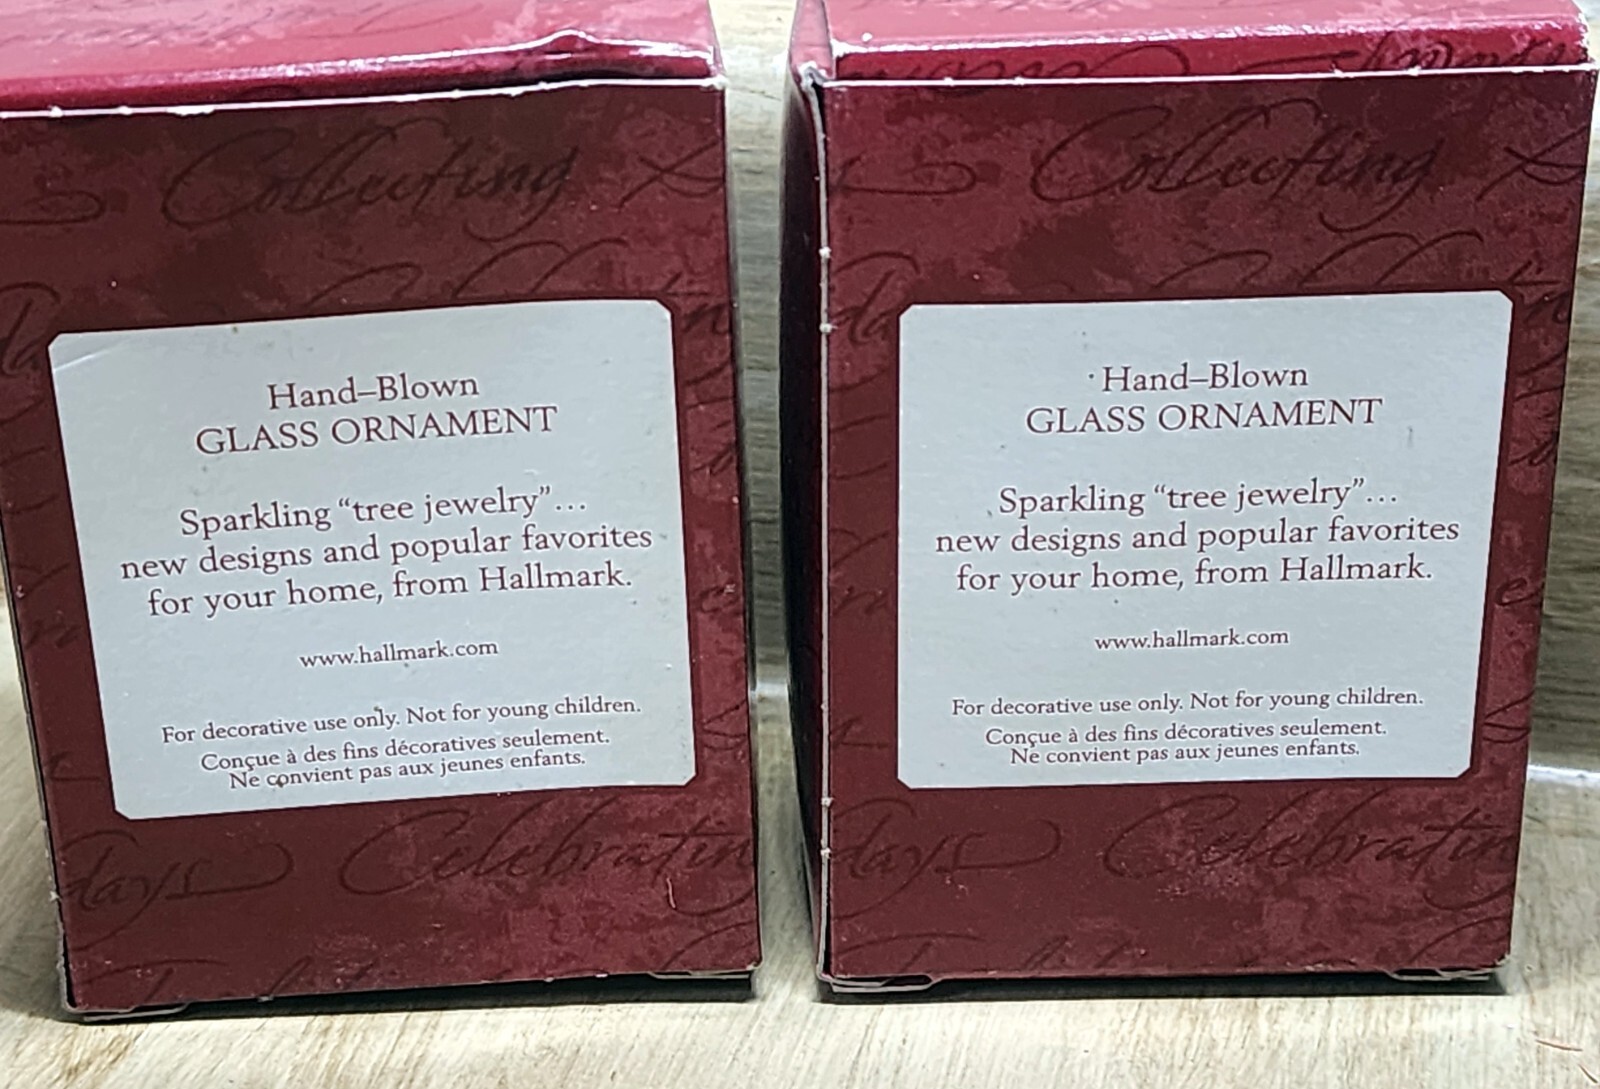 Collecting
Hand–Blown
GLASS ORNAMENT
Sparkling “tree jewelry”...
new designs and popular favorites
for your home, from Hallmark.
www.hallmark.com
For decorative use only. Not for young children.
Conçue à des fins décoratives seulement.
Ne convient pas aux jeunes enfants.
days Celebratin
Collecting
Hand–Blown
GLASS ORNAMENT
Sparkling “tree jewelry”...
new designs and popular favorites
for your home, from Hallmark.
www.hallmark.com
For decorative use only. Not for young children.
Conçue à des fins décoratives seulement.
Ne convient pas aux jeunes enfants.
days Celebratin